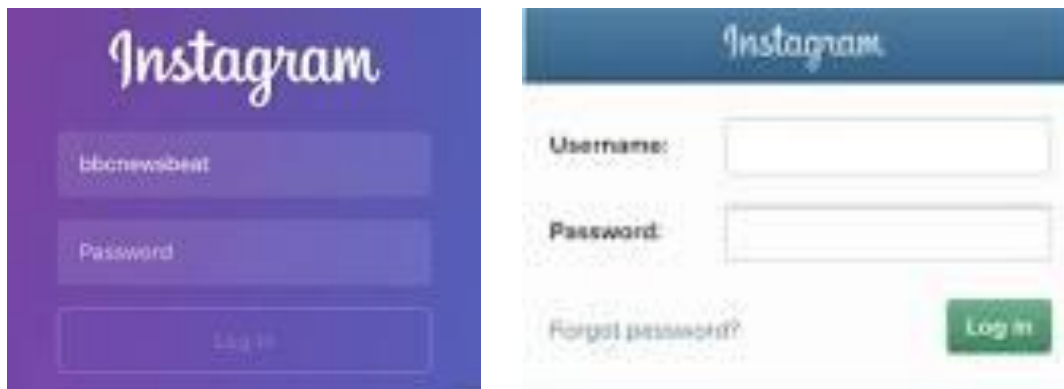 Instagram
bbcnewsbeat
Password
Log in
Instagram
Username:
Password:
Forgot password?
Log in